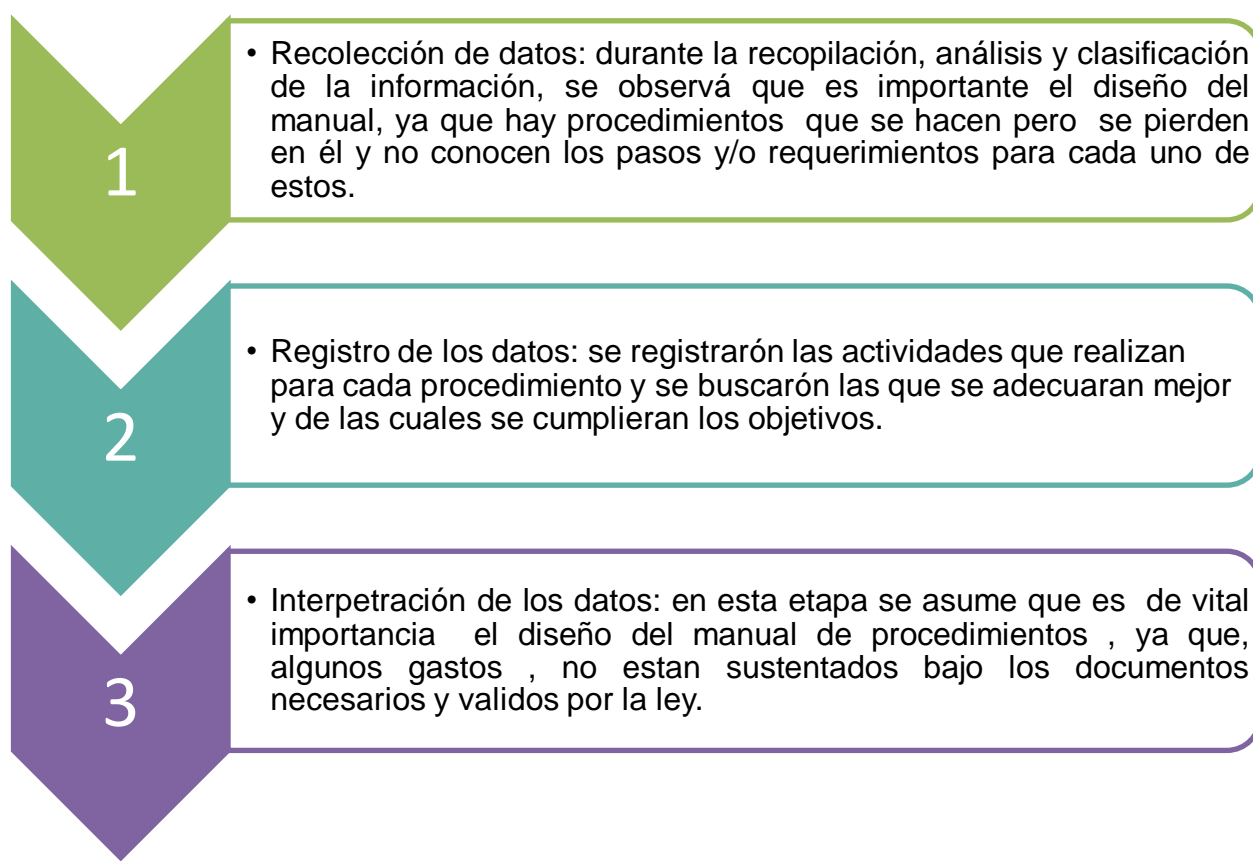 1
• Recolección de datos: durante la recopilación, análisis y clasificación
de la información, se observá que es importante el diseño del
manual, ya que hay procedimientos que se hacen pero se pierden
en él y no conocen los pasos y/o requerimientos para cada uno de
estos.
2
• Registro de los datos: se registrarón las actividades que realizan
para cada procedimiento y se buscarón las que se adecuaran mejor
y de las cuales se cumplieran los objetivos.
3
• Interpetración de los datos: en esta etapa se asume que es de vital
importancia el diseño del manual de procedimientos , ya que,
algunos gastos , no estan sustentados bajo los documentos
necesarios y validos por la ley.